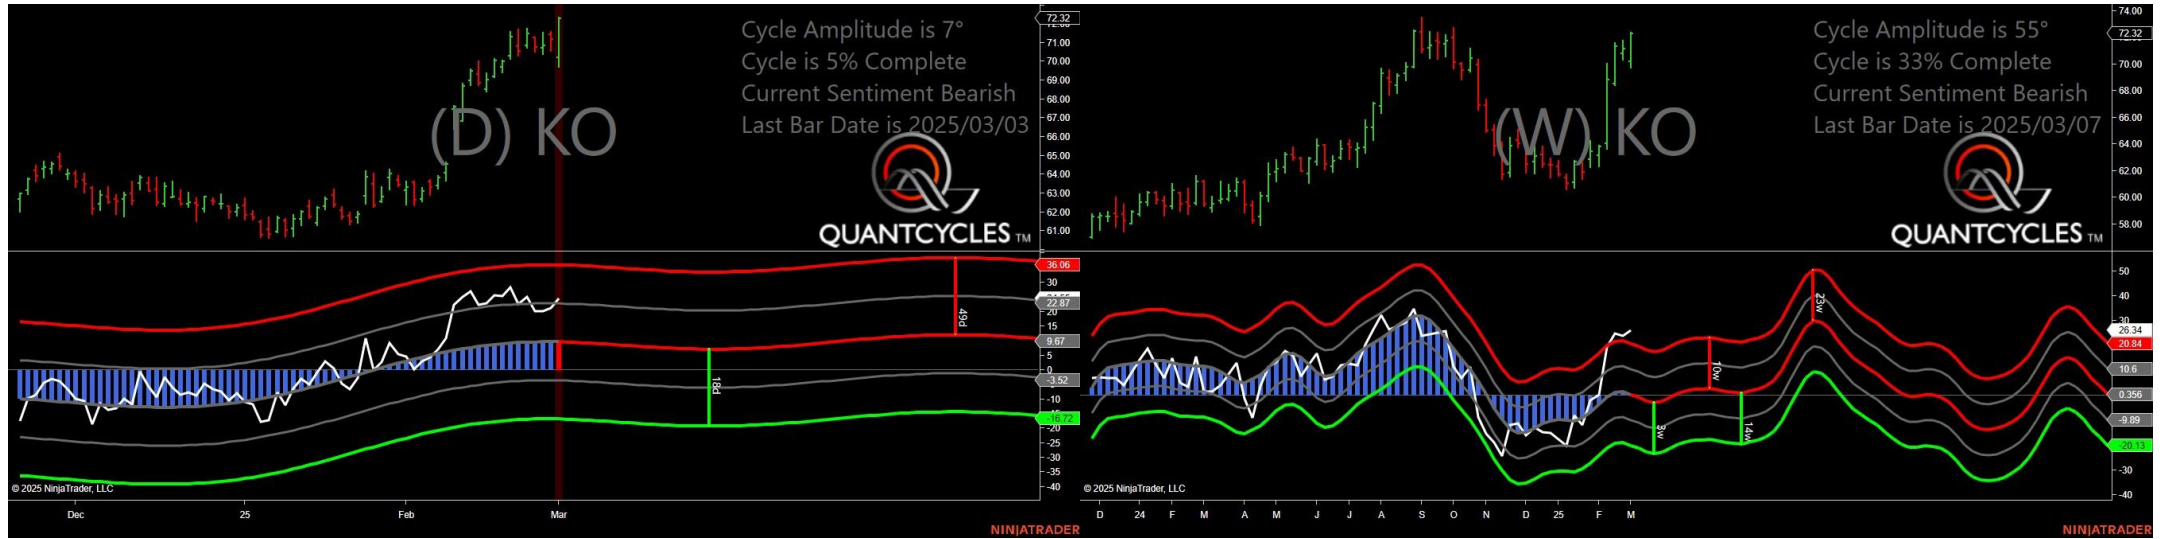 Cycle Amplitude is 7°
Cycle is 5% Complete
Current Sentiment Bearish
Last Bar Date is 2025/03/03
(D) KO
QUANTCYCLES TM
72.32
71.00
70.00
69.00
68.00
67.00
66.00
65.00
64.00
63.00
62.00
61.00
36.06
30
22.87
20
15
9.67
5
0
-3.52
-10
-16.72
-20
-25
-30
-35
-40
49d
18d
© 2025 NinjaTrader, LLC
Dec 25 Feb Mar
NINJATRADER
Cycle Amplitude is 55°
Cycle is 33% Complete
Current Sentiment Bearish
Last Bar Date is 2025/03/07
(W) KO
QUANTCYCLES TM
74.00
72.32
70.00
68.00
66.00
64.00
62.00
60.00
58.00
50
40
30
26.34
20.84
10.6
0.356
-9.89
-20.13
-30
-40
23w
10w
14w
© 2025 NinjaTrader, LLC
D 24 F M A M J J A S O N D 25 F M
NINJATRADER